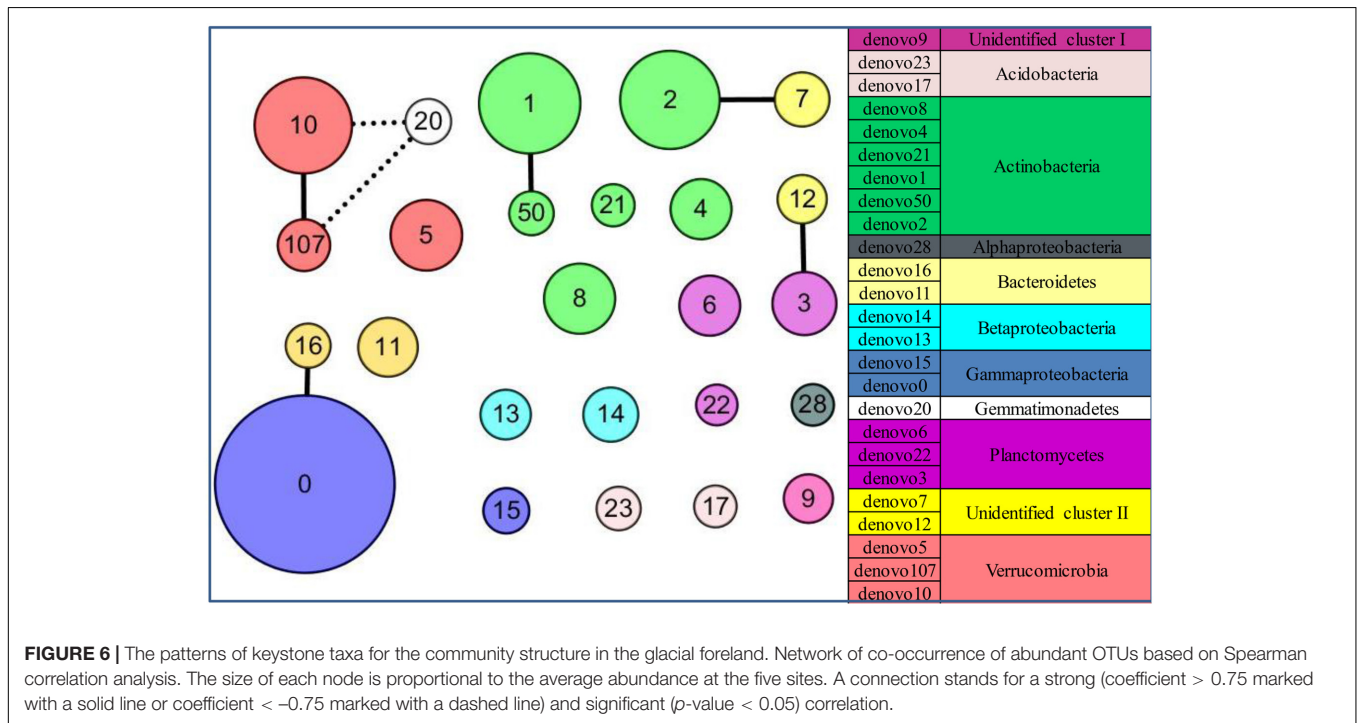 10
20
1
2
7
107
5
50
21
4
12
8
6
3
16
11
13
14
22
28
0
15
23
17
9
denovo9 Unidentified cluster I
denovo23
Acidobacteria
denovo17
denovo8
denovo4
denovo21
Actinobacteria
denovo1
denovo50
denovo2
denovo28 Alphaproteobacteria
denovo16
Bacteroidetes
denovo11
denovo14
Betaproteobacteria
denovo13
denovo15
Gammaproteobacteria
denovo0
denovo20 Gemmatimonadetes
denovo6
denovo22 Planctomycetes
denovo3
denovo7
Unidentified cluster II
denovo12
denovo5
denovo107 Verrucomicrobia
denovo10
FIGURE 6 | The patterns of keystone taxa for the community structure in the glacial foreland. Network of co-occurrence of abundant OTUs based on Spearman
correlation analysis. The size of each node is proportional to the average abundance at the five sites. A connection stands for a strong (coefficient > 0.75 marked
with a solid line or coefficient < –0.75 marked with a dashed line) and significant (p-value < 0.05) correlation.